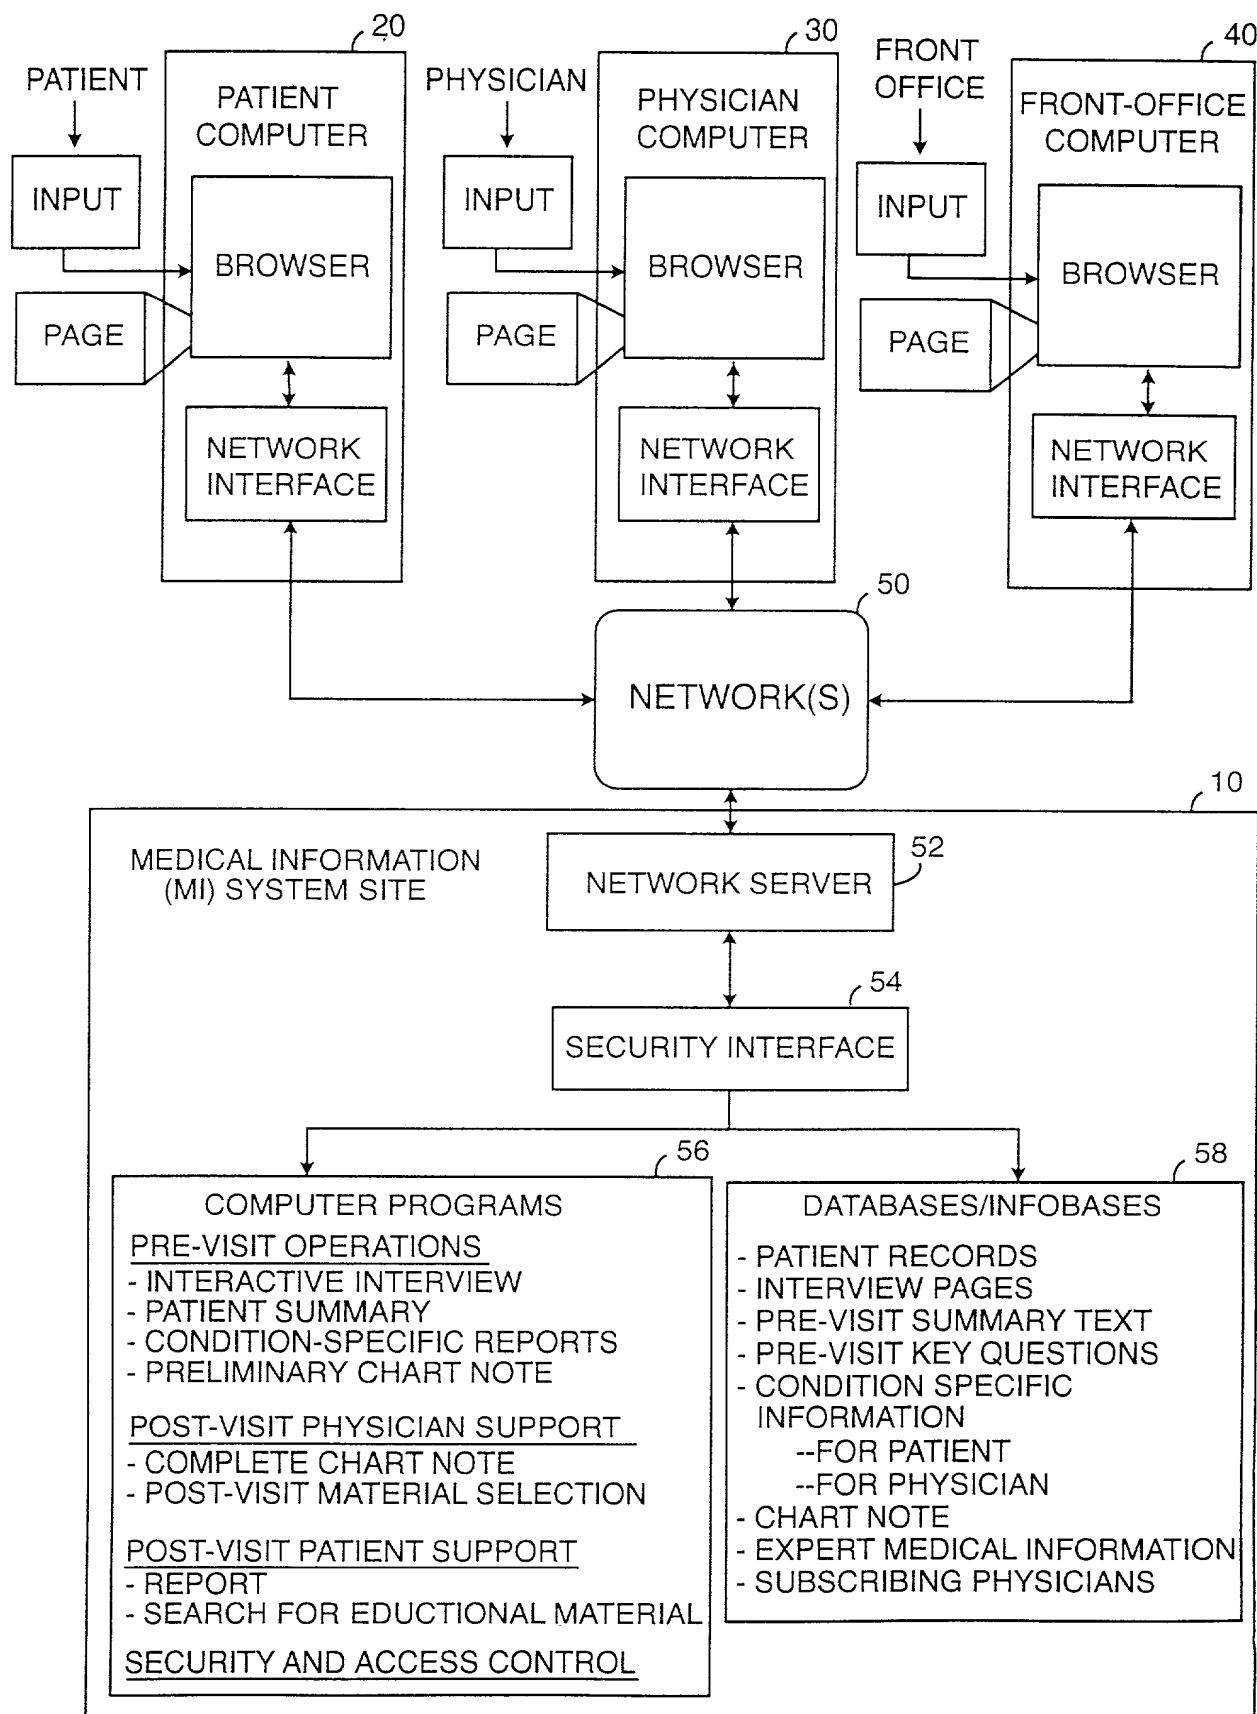 20
30
40
PATIENT
PATIENT
COMPUTER
INPUT
BROWSER
PAGE
NETWORK
INTERFACE
PHYSICIAN
PHYSICIAN
COMPUTER
INPUT
BROWSER
PAGE
NETWORK
INTERFACE
FRONT
OFFICE
FRONT-OFFICE
COMPUTER
INPUT
BROWSER
PAGE
NETWORK
INTERFACE
50
NETWORK(S)
10
MEDICAL INFORMATION
(MI) SYSTEM SITE
52
NETWORK SERVER
54
SECURITY INTERFACE
56
COMPUTER PROGRAMS
PRE-VISIT OPERATIONS
- INTERACTIVE INTERVIEW
- PATIENT SUMMARY
- CONDITION-SPECIFIC REPORTS
- PRELIMINARY CHART NOTE
POST-VISIT PHYSICIAN SUPPORT
- COMPLETE CHART NOTE
- POST-VISIT MATERIAL SELECTION
POST-VISIT PATIENT SUPPORT
- REPORT
- SEARCH FOR EDUCTIONAL MATERIAL
SECURITY AND ACCESS CONTROL
58
DATABASES/INFOBASES
- PATIENT RECORDS
- INTERVIEW PAGES
- PRE-VISIT SUMMARY TEXT
- PRE-VISIT KEY QUESTIONS
- CONDITION SPECIFIC
INFORMATION
--FOR PATIENT
--FOR PHYSICIAN
- CHART NOTE
- EXPERT MEDICAL INFORMATION
- SUBSCRIBING PHYSICIANS